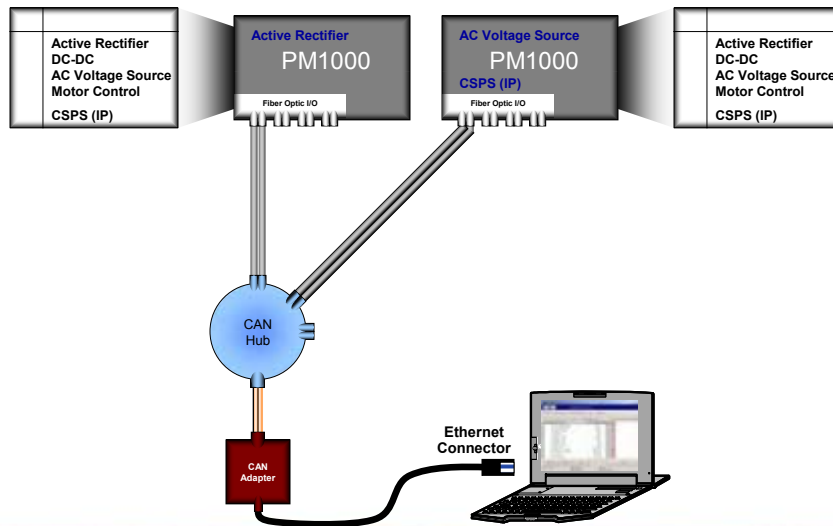 Active Rectifier
DC-DC
AC Voltage Source
Motor Control
CSPS (IP)
Active Rectifier
PM1000
Fiber Optic I/O
AC Voltage Source
PM1000
CSPS (IP)
Fiber Optic I/O
Active Rectifier
DC-DC
AC Voltage Source
Motor Control
CSPS (IP)
CAN
Hub
CAN
Adapter
Ethernet
Connector